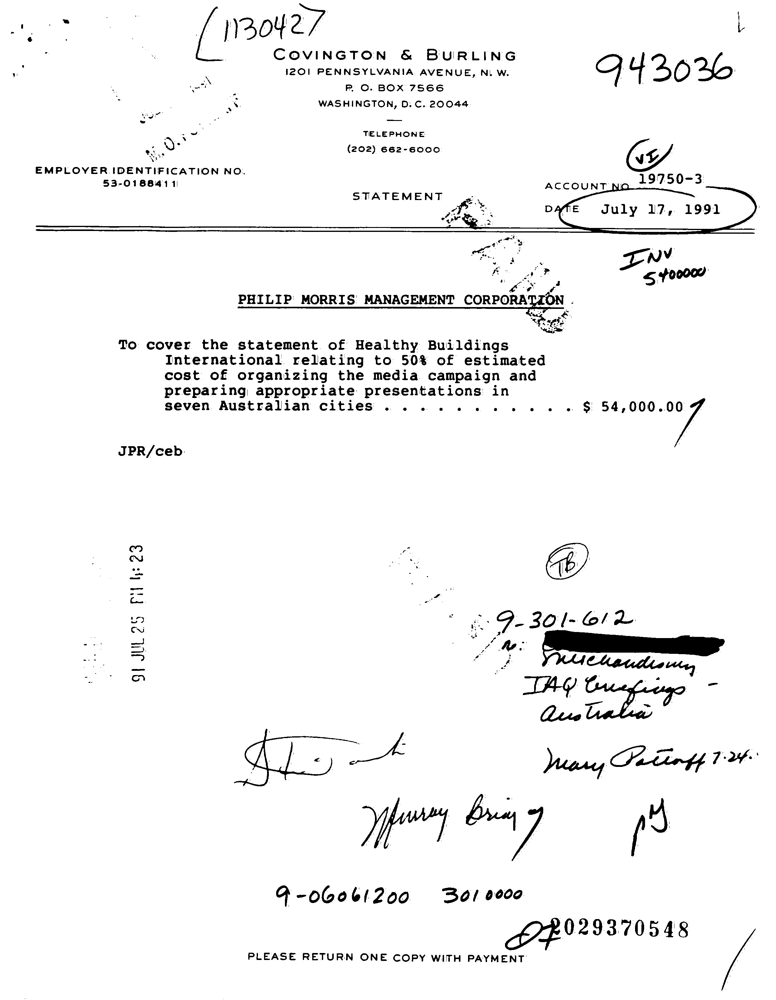 1130427
COVINGTON & BURLING
1201 PENNSYLVANIA AVENUE, N. W.
P. O. BOX 7566
WASHINGTON, D. C. 20044
943036
TELEPHONE
(202) 662-6000
VI
EMPLOYER IDENTIFICATION NO.
53-0188411
ACCOUNT NO. 19750-3
STATEMENT
DATE July 17, 1991
INV
5400000
PHILIP MORRIS MANAGEMENT CORPORATION
To cover the statement of Healthy Buildings
International relating to 50% of estimated
cost of organizing the media campaign and
preparing appropriate presentations in
seven Australian cities . . . . . . . . . . . . $ 54,000.00
JPR/ceb
91 JUL 25 PM 4: 23
TB
9-301-612
Merchandising
IAQ Briefings -
Australia
Mary Pottorff 7.24.
Murray Bring
9-06061200 3010000
2029370548
PLEASE RETURN ONE COPY WITH PAYMENT